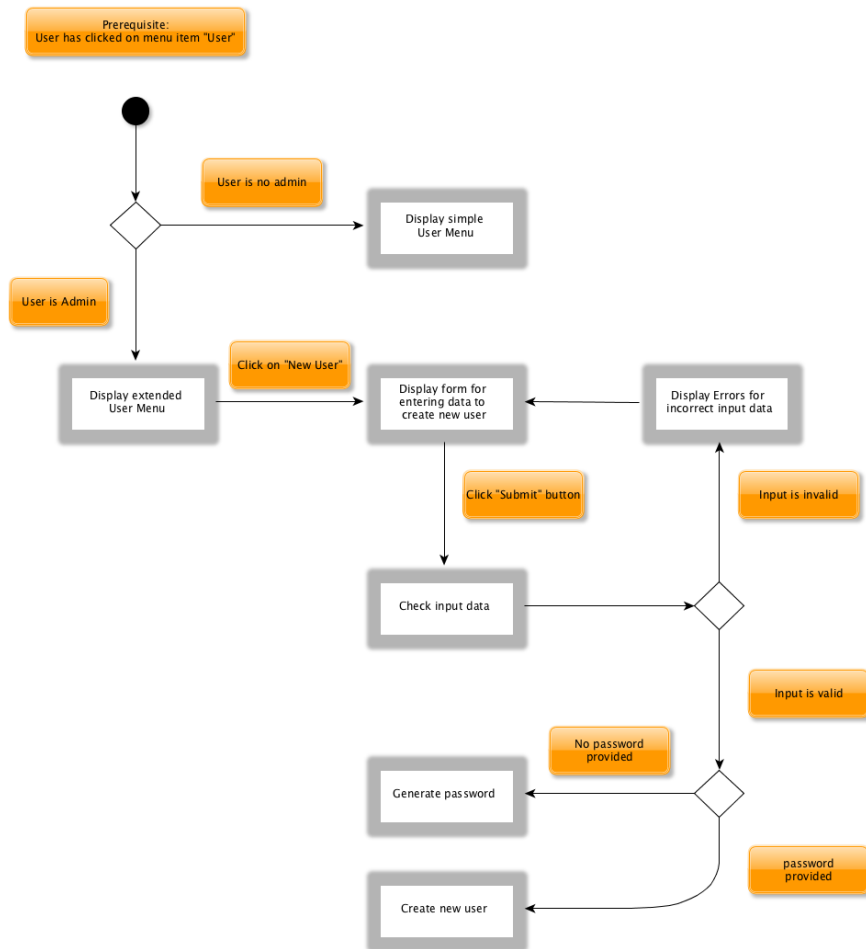 Prerequisite:
User has clicked on menu item "User"
User is no admin
Display simple
User Menu
User is Admin
Display extended
User Menu
Click on "New User"
Display form for
entering data to
create new user
Display Errors for
incorrect input data
Click "Submit" button
Input is invalid
Check input data
Input is valid
No password
provided
Generate password
password
provided
Create new user